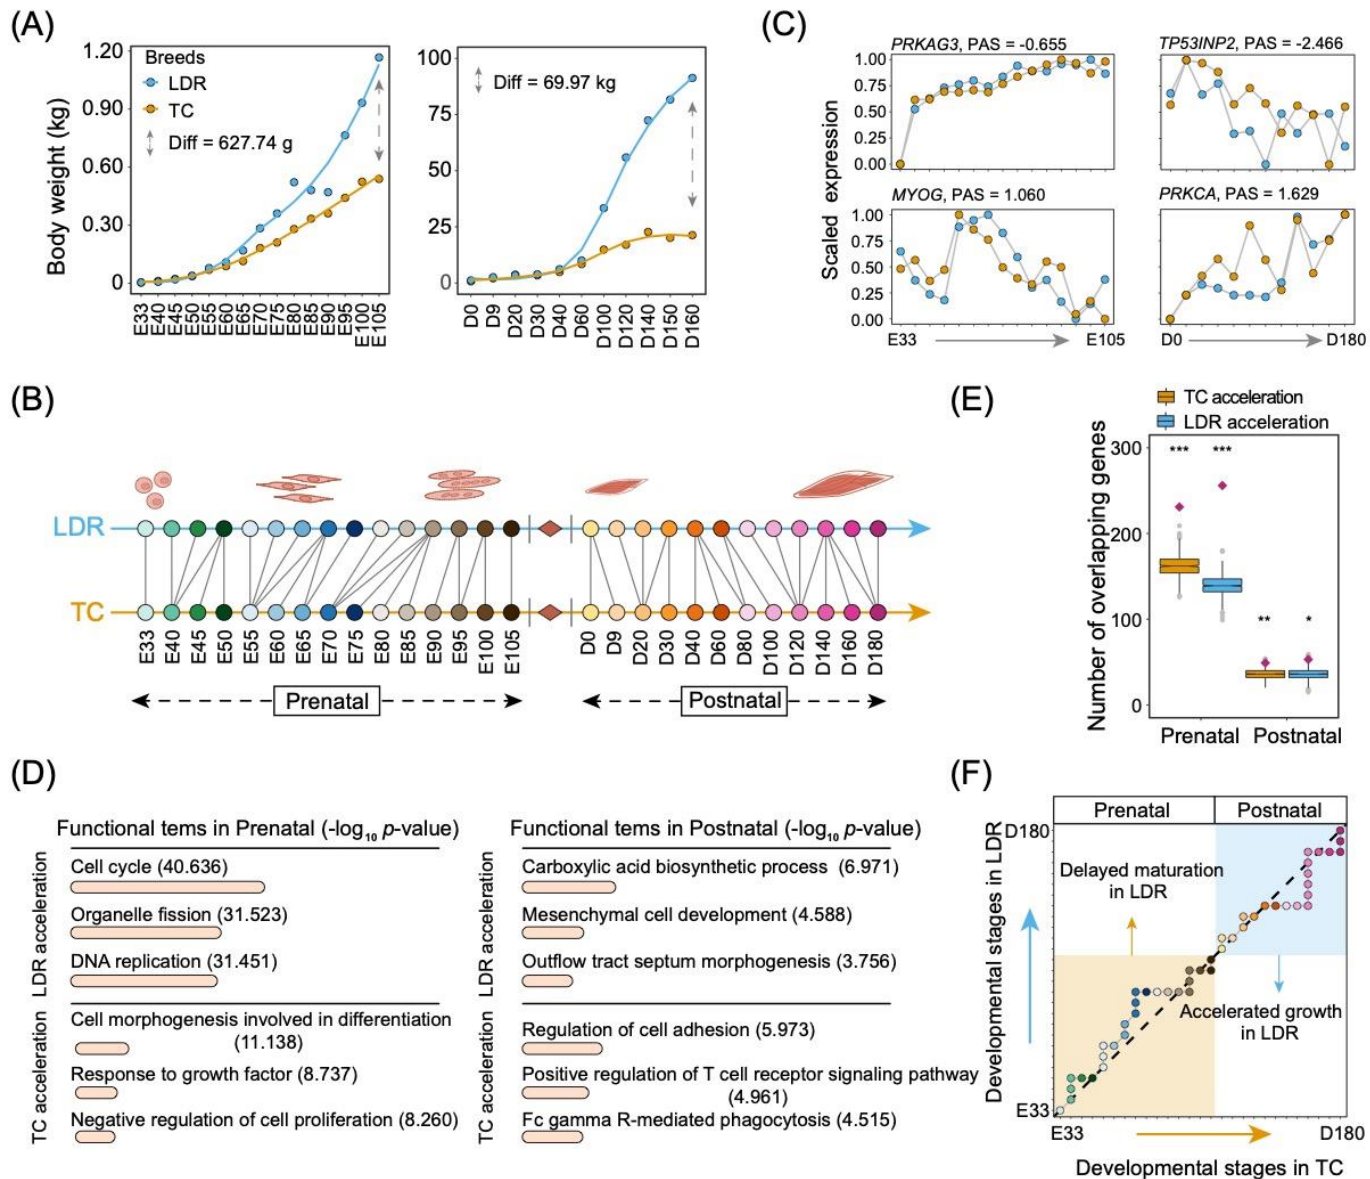 (A)
1.20
0.90
0.60
0.30
0
Body weight (kg)
Breeds
LDR
TC
Diff = 627.74 g
E33
E40
E45
E50
E55
E60
E65
E70
E75
E80
E85
E90
E95
E100
E105
100
75
50
25
0
Diff = 69.97 kg
D0
D9
D20
D30
D40
D60
D100
D120
D140
D150
D160
(C)
PRKAG3, PAS = -0.655
TP53INP2, PAS = -2.466
1.00
0.75
0.50
0.25
0.00
Scaled expression
MYOG, PAS = 1.060
PRKCA, PAS = 1.629
1.00
0.75
0.50
0.25
0.00
E33
E105
D0
D180
(B)
LDR
TC
E33
E40
E45
E50
E55
E60
E65
E70
E75
E80
E85
E90
E95
E100
E105
D0
D9
D20
D30
D40
D60
D80
D100
D120
D140
D160
D180
Prenatal
Postnatal
(E)
TC acceleration
LDR acceleration
Number of overlapping genes
300
200
100
0
***
***
**
*
Prenatal
Postnatal
(D)
Functional tems in Prenatal (-log10 p-value)
LDR acceleration
Cell cycle (40.636)
Organelle fission (31.523)
DNA replication (31.451)
TC acceleration
Cell morphogenesis involved in differentiation
(11.138)
Response to growth factor (8.737)
Negative regulation of cell proliferation (8.260)
Functional tems in Postnatal (-log10 p-value)
LDR acceleration
Carboxylic acid biosynthetic process (6.971)
Mesenchymal cell development (4.588)
Outflow tract septum morphogenesis (3.756)
TC acceleration
Regulation of cell adhesion (5.973)
Positive regulation of T cell receptor signaling pathway
(4.961)
Fc gamma R-mediated phagocytosis (4.515)
(F)
Prenatal
Postnatal
D180
Developmental stages in LDR
Delayed maturation
in LDR
Accelerated growth
in LDR
E33
E33
D180
Developmental stages in TC